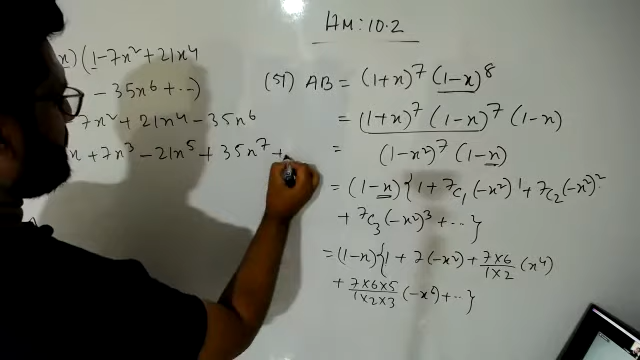 HM: 10.2
x) (1-7x²+21x⁴
- 35x⁶ + ...)
7x² + 21x⁴ - 35x⁶
x + 7x³ - 21x⁵ + 35x⁷ +
(51) AB = (1+x)⁷ (1-x)⁸
= (1+x)⁷ (1-x)⁷ (1-x)
= (1-x²)⁷ (1-x)
= (1-x) { 1 + ⁷C₁ (-x²)¹ + ⁷C₂ (-x²)²
+ ⁷C₃ (-x²)³ + ... }
= (1-x) { 1 + 7(-x²) + 7×6/1×2 (x⁴)
+ 7×6×5/1×2×3 (-x⁶) + ... }